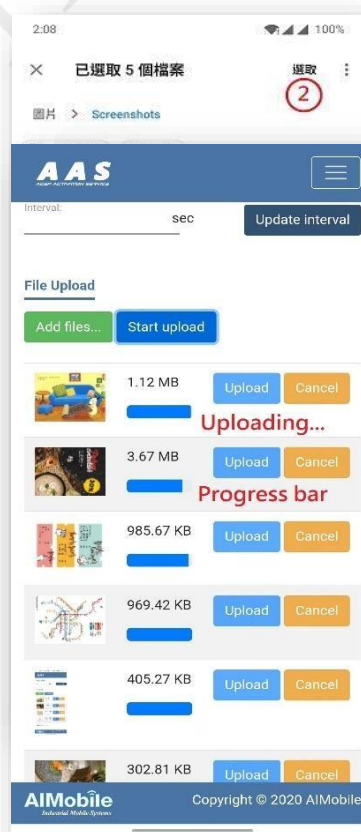 2:08 100%
× 已選取 5 個檔案 選取 ⋮
2
圖片 > Screenshots
AAS
Interval:
sec Update interval
File Upload
Add files... Start upload
1.12 MB Upload Cancel
Uploading...
3.67 MB Upload Cancel
Progress bar
985.67 KB Upload Cancel
969.42 KB Upload Cancel
405.27 KB Upload Cancel
302.81 KB Upload Cancel
AIMobile Copyright © 2020 AIMobile
Industrial Mobile Systems